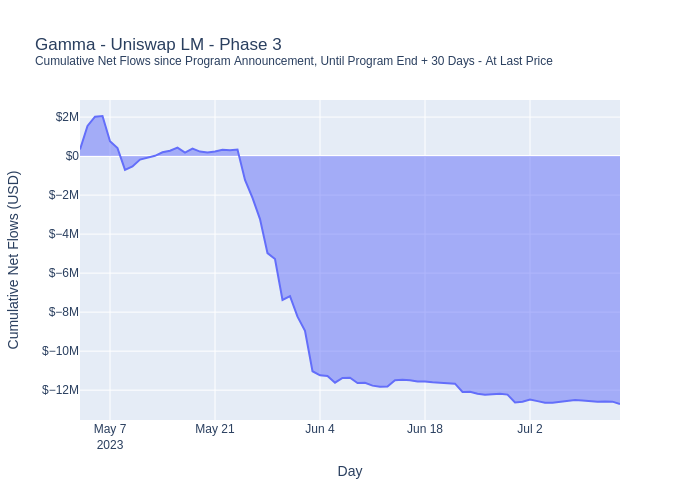 Gamma - Uniswap LM - Phase 3
Cumulative Net Flows since Program Announcement, Until Program End + 30 Days - At Last Price
Cumulative Net Flows (USD)
$2M
$0
$−2M
$−4M
$−6M
$−8M
$−10M
$−12M
May 7
2023
May 21
Jun 4
Jun 18
Jul 2
Day